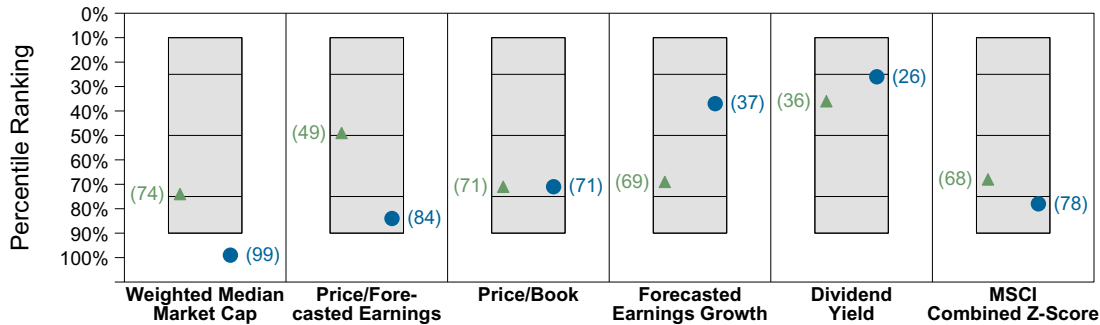 Percentile Ranking
0%
10%
20%
30%
40%
50%
60%
70%
80%
90%
100%
(74)
(99)
(49)
(84)
(71)
(71)
(69)
(37)
(36)
(26)
(68)
(78)
Weighted Median
Market Cap
Price/Fore-
casted Earnings
Price/Book
Forecasted
Earnings Growth
Dividend
Yield
MSCI
Combined Z-Score